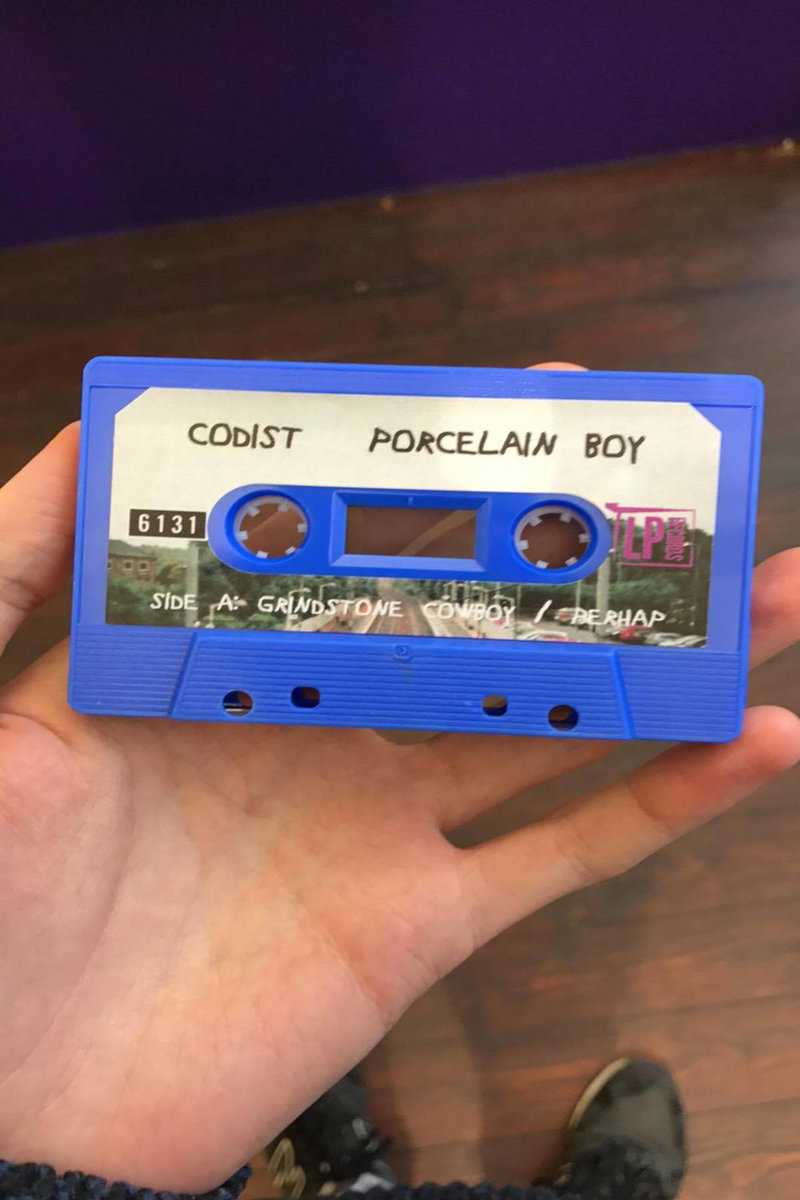 CODIST PORCELAIN BOY
6131
LP
SIDE A: GRINDSTONE COWBOY / PERHAP